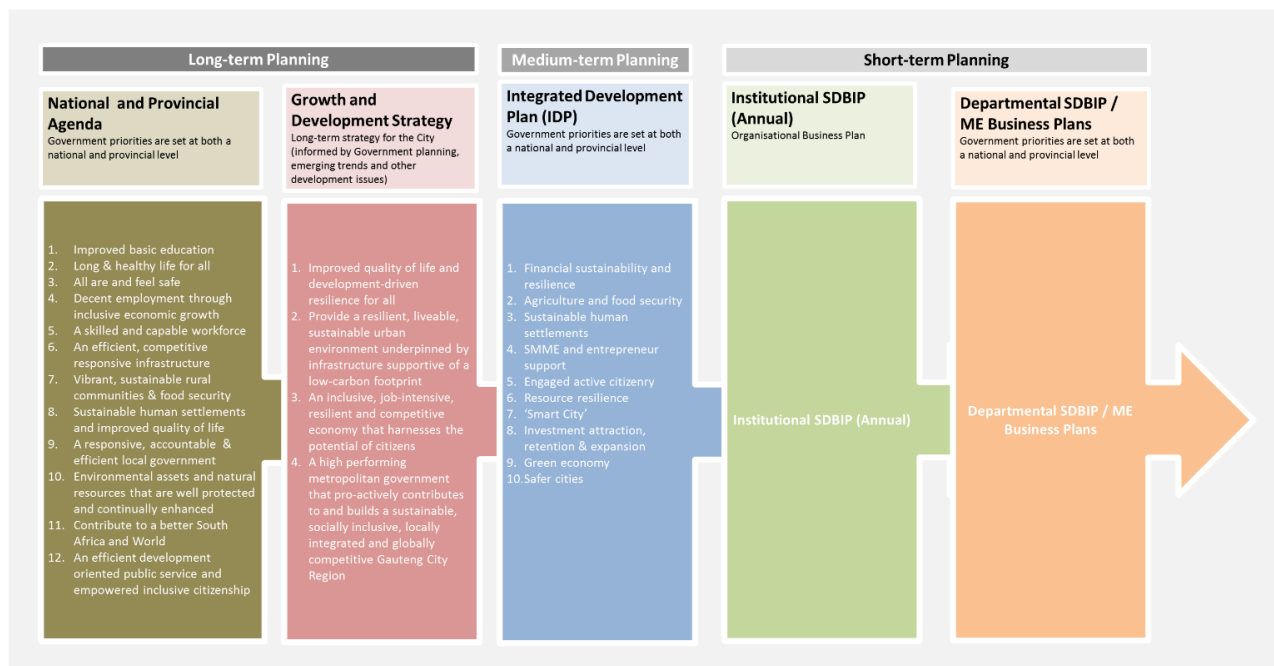 Long-term Planning
Medium-term Planning
Short-term Planning
National and Provincial
Agenda
Government priorities are set at both a
national and provincial level
Growth and
Development Strategy
Long-term strategy for the City
(informed by Government planning,
emerging trends and other
development issues)
Integrated Development
Plan (IDP)
Government priorities are set at both
a national and provincial level
Institutional SDBIP
(Annual)
Organisational Business Plan
Departmental SDBIP /
ME Business Plans
Government priorities are set at both
a national and provincial level
1. Improved basic education
2. Long & healthy life for all
3. All are and feel safe
4. Decent employment through
inclusive economic growth
5. A skilled and capable workforce
6. An efficient, competitive
responsive infrastructure
7. Vibrant, sustainable rural
communities & food security
8. Sustainable human settlements
and improved quality of life
9. A responsive, accountable &
efficient local government
10. Environmental assets and natural
resources that are well protected
and continually enhanced
11. Contribute to a better South
Africa and World
12. An efficient development
oriented public service and
empowered inclusive citizenship
1. Improved quality of life and
development-driven
resilience for all
2. Provide a resilient, liveable,
sustainable urban
environment underpinned by
infrastructure supportive of a
low-carbon footprint
3. An inclusive, job-intensive,
resilient and competitive
economy that harnesses the
potential of citizens
4. A high performing
metropolitan government
that pro-actively contributes
to and builds a sustainable,
socially inclusive, locally
integrated and globally
competitive Gauteng City
Region
1. Financial sustainability and
resilience
2. Agriculture and food security
3. Sustainable human
settlements
4. SMME and entrepreneur
support
5. Engaged active citizenry
6. Resource resilience
7. ‘Smart City’
8. Investment attraction,
retention & expansion
9. Green economy
10. Safer cities
Institutional SDBIP (Annual)
Departmental SDBIP / ME
Business Plans